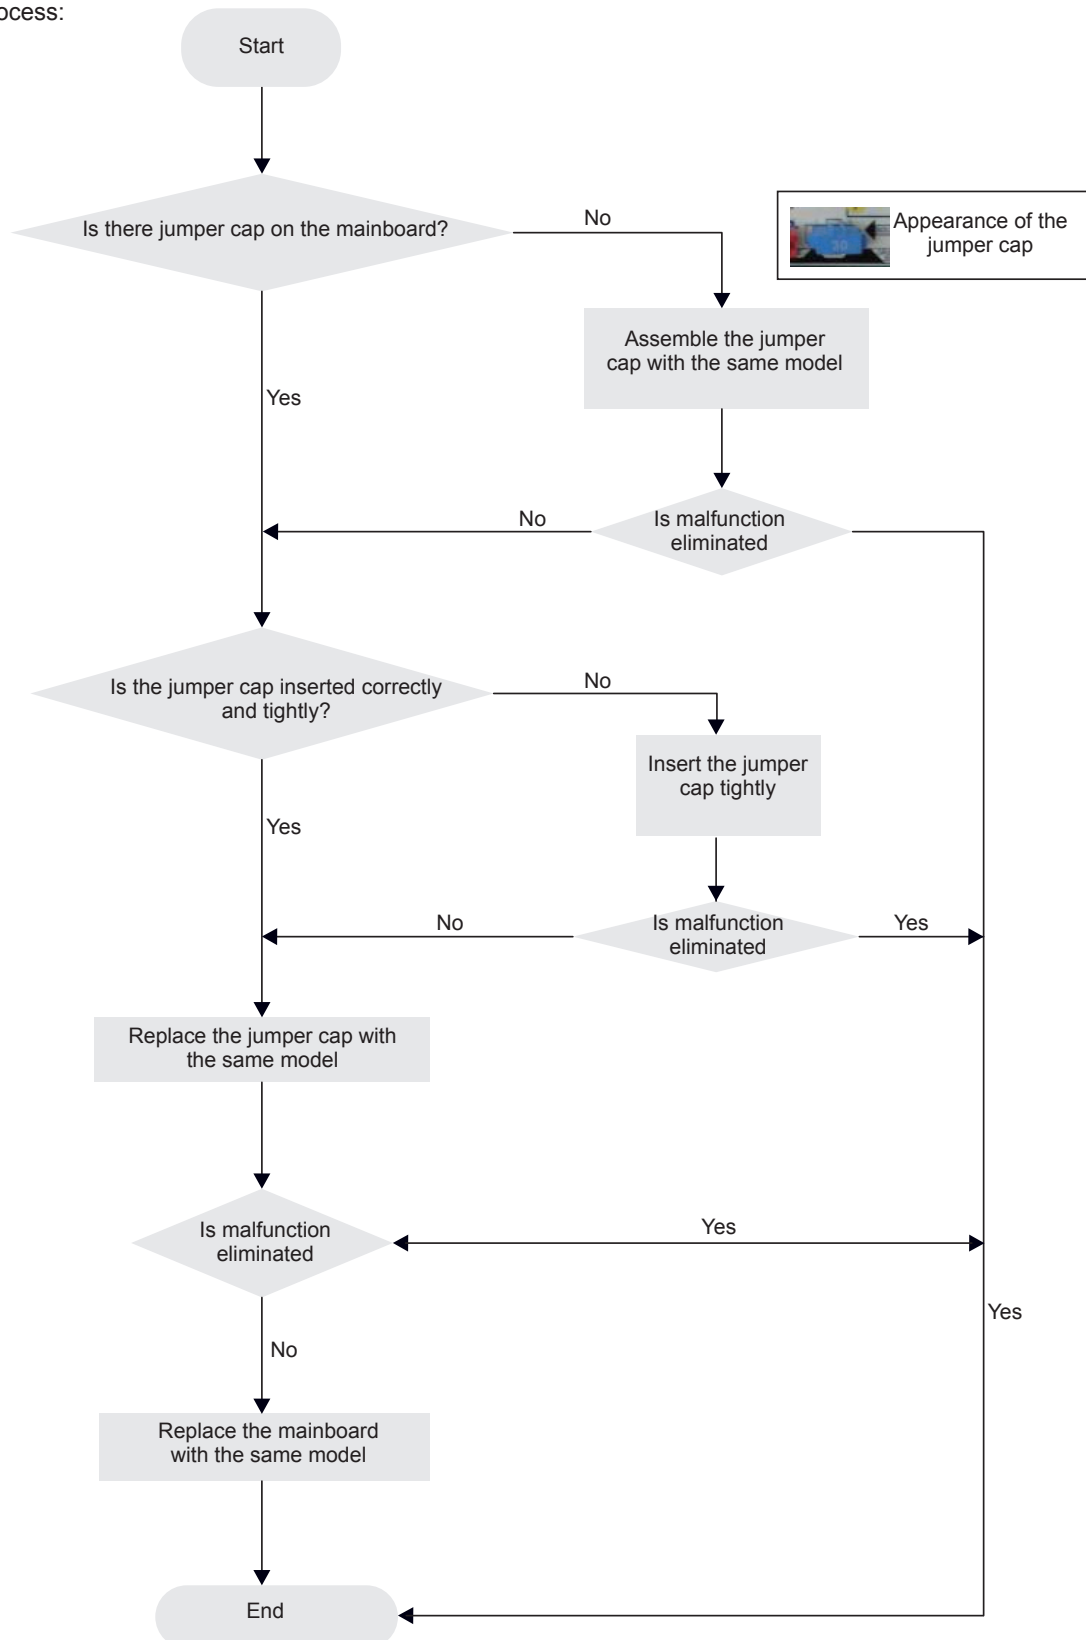 ocess:
Start
Is there jumper cap on the mainboard?
No
Appearance of the
jumper cap
30
Assemble the jumper
cap with the same model
Yes
No
Is malfunction
eliminated
Is the jumper cap inserted correctly
and tightly?
No
Insert the jumper
cap tightly
Yes
No
Is malfunction
eliminated
Yes
Replace the jumper cap with
the same model
Is malfunction
eliminated
Yes
Yes
No
Replace the mainboard
with the same model
End